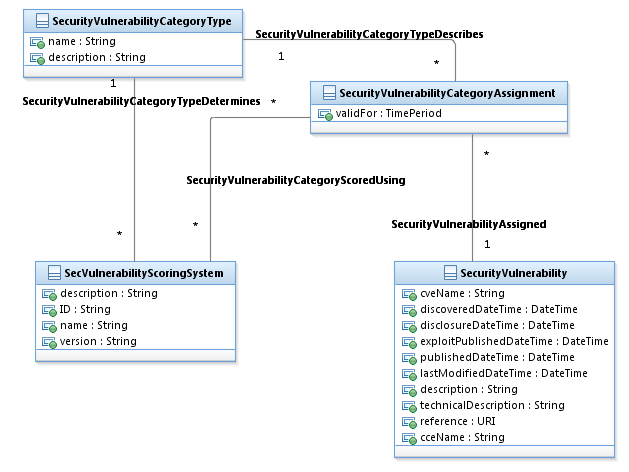 SecurityVulnerabilityCategoryType
name : String
description : String
SecurityVulnerabilityCategoryTypeDescribes
1
*
SecurityVulnerabilityCategoryAssignment
validFor : TimePeriod
1
SecurityVulnerabilityCategoryTypeDetermines
*
*
SecurityVulnerabilityCategoryScoredUsing
SecurityVulnerabilityAssigned
*
*
1
SecVulnerabilityScoringSystem
description : String
ID : String
name : String
version : String
SecurityVulnerability
cveName : String
discoveredDateTime : DateTime
disclosureDateTime : DateTime
exploitPublishedDateTime : DateTime
publishedDateTime : DateTime
lastModifiedDateTime : DateTime
description : String
technicalDescription : String
reference : URI
cceName : String